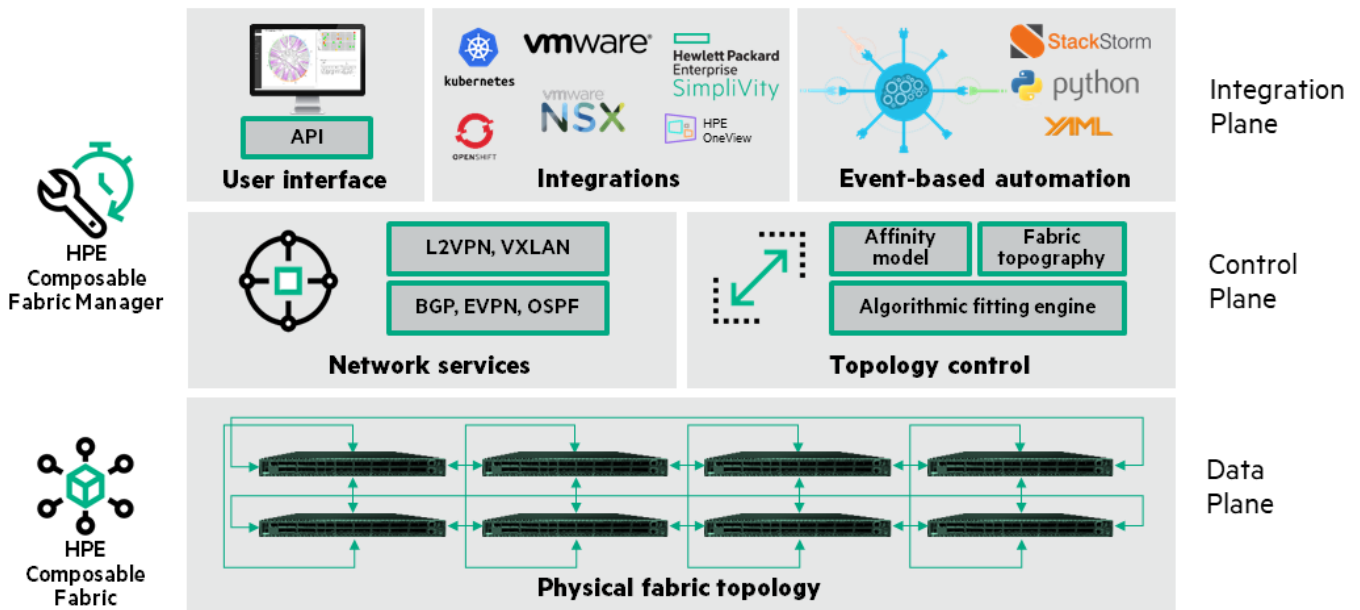 API
User interface
kubernetes
vmware®
Hewlett Packard
Enterprise
SimpliVity
OPENSHIFT
vmware
NSX
HPE
OneView
Integrations
StackStorm
python
YAML
Event-based automation
Integration
Plane
HPE
Composable
Fabric Manager
L2VPN, VXLAN
BGP, EVPN, OSPF
Network services
Affinity
model
Fabric
topography
Algorithmic fitting engine
Topology control
Control
Plane
HPE
Composable
Fabric
Physical fabric topology
Data
Plane